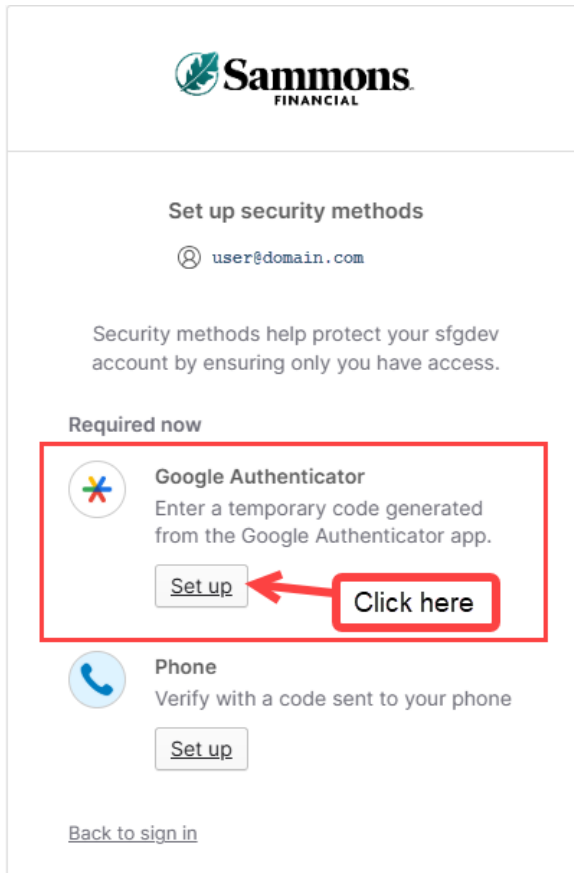 Sammons
FINANCIAL
Set up security methods
user@domain.com
Security methods help protect your sfgdev
account by ensuring only you have access.
Required now
Google Authenticator
Enter a temporary code generated
from the Google Authenticator app.
Set up
Click here
Phone
Verify with a code sent to your phone
Set up
Back to sign in